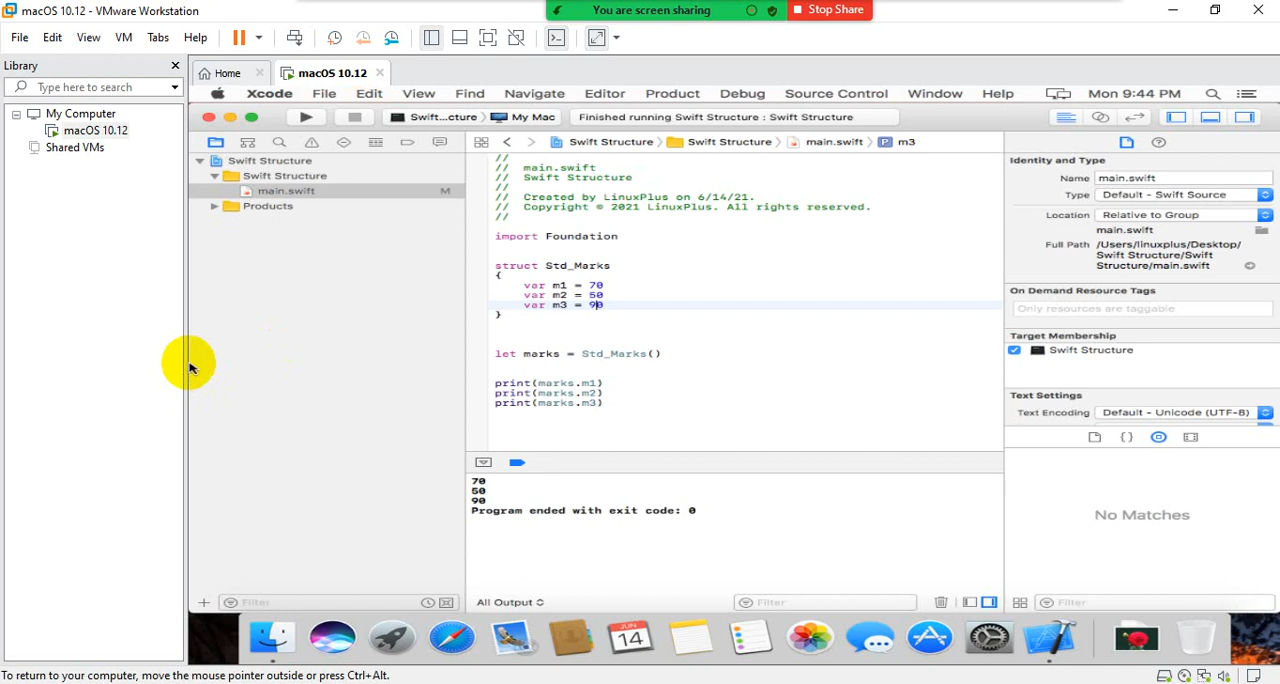 macOS 10.12 - VMware Workstation
You are screen sharing
Stop Share
File Edit View VM Tabs Help
Library
Type here to search
My Computer
macOS 10.12
Shared VMs
Home
macOS 10.12
Xcode File Edit View Find Navigate Editor Product Debug Source Control Window Help Mon 9:44 PM
Swift...cture My Mac
Finished running Swift Structure : Swift Structure
Swift Structure
Swift Structure
main.swift M
Products
Filter
Swift Structure Swift Structure main.swift P m3
//
// main.swift
// Swift Structure
//
// Created by LinuxPlus on 6/14/21.
// Copyright © 2021 LinuxPlus. All rights reserved.
//
import Foundation
struct Std_Marks
{
var m1 = 70
var m2 = 50
var m3 = 90
}
let marks = Std_Marks()
print(marks.m1)
print(marks.m2)
print(marks.m3)
70
50
90
Program ended with exit code: 0
All Output
Filter
Identity and Type
Name main.swift
Type Default - Swift Source
Location Relative to Group
main.swift
Full Path /Users/linuxplus/Desktop/
Swift Structure/Swift
Structure/main.swift
On Demand Resource Tags
Only resources are taggable
Target Membership
Swift Structure
Text Settings
Text Encoding Default - Unicode (UTF-8)
{ }
No Matches
Filter
JUN
14
To return to your computer, move the mouse pointer outside or press Ctrl+Alt.